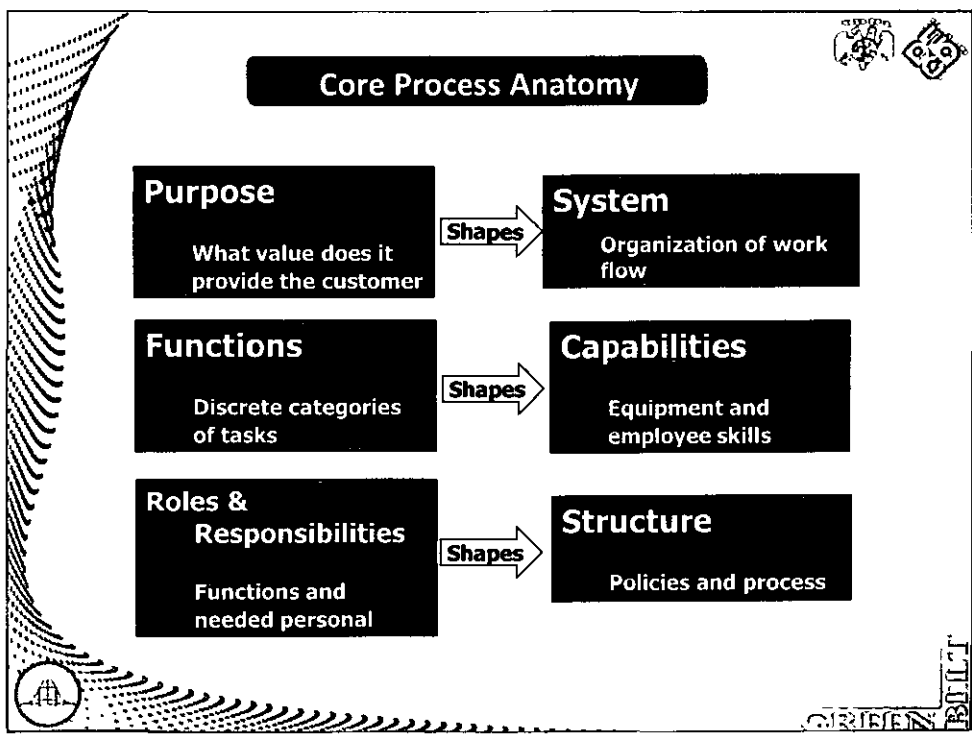 Core Process Anatomy
Purpose
What value does it
provide the customer
Shapes
System
Organization of work
flow
Functions
Discrete categories
of tasks
Shapes
Capabilities
Equipment and
employee skills
Roles &
Responsibilities
Functions and
needed personal
Shapes
Structure
Policies and process
GREEN
BELT